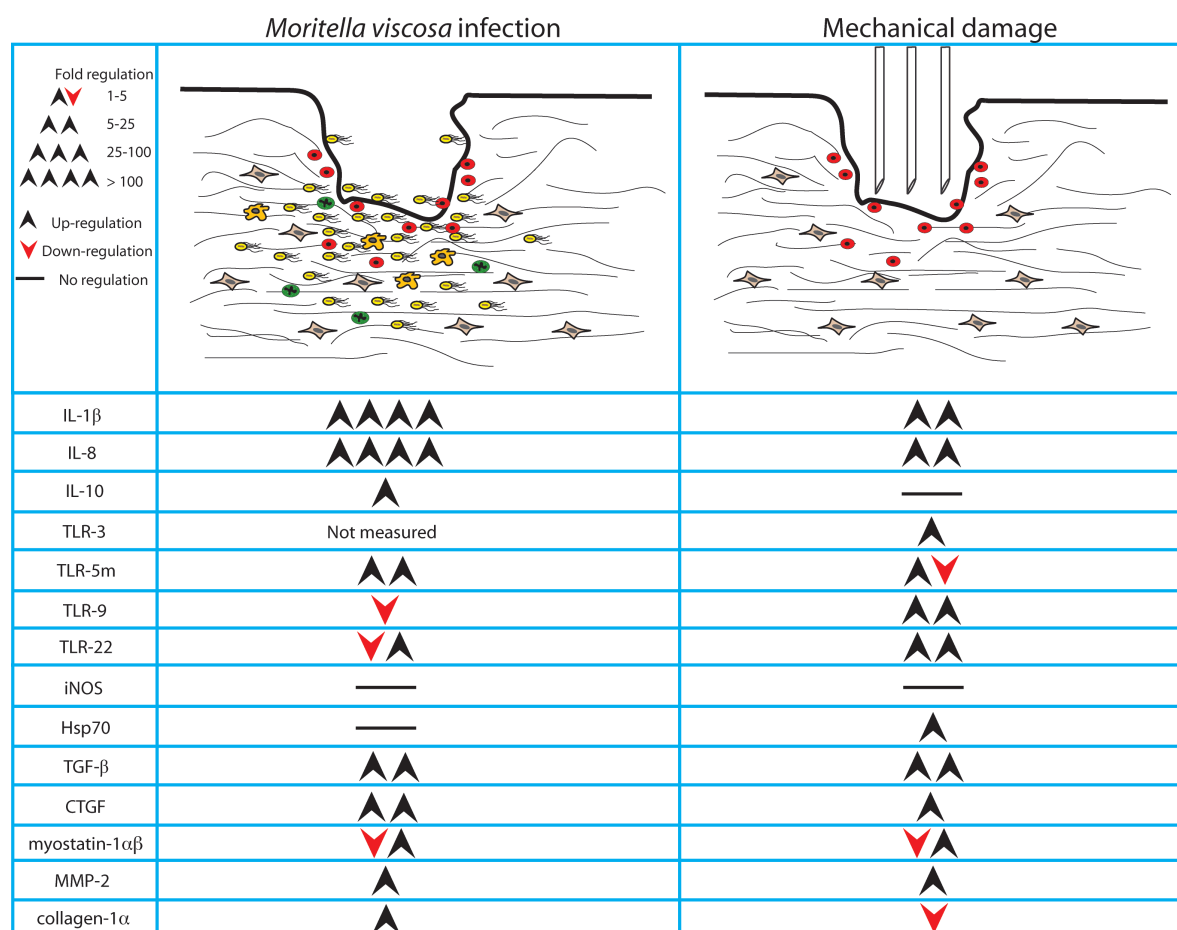 Moritella viscosa infection
Mechanical damage
Fold regulation
1-5
5-25
25-100
> 100
Up-regulation
Down-regulation
No regulation
IL-1β
IL-8
IL-10
TLR-3
Not measured
TLR-5m
TLR-9
TLR-22
iNOS
Hsp70
TGF-β
CTGF
myostatin-1αβ
MMP-2
collagen-1α